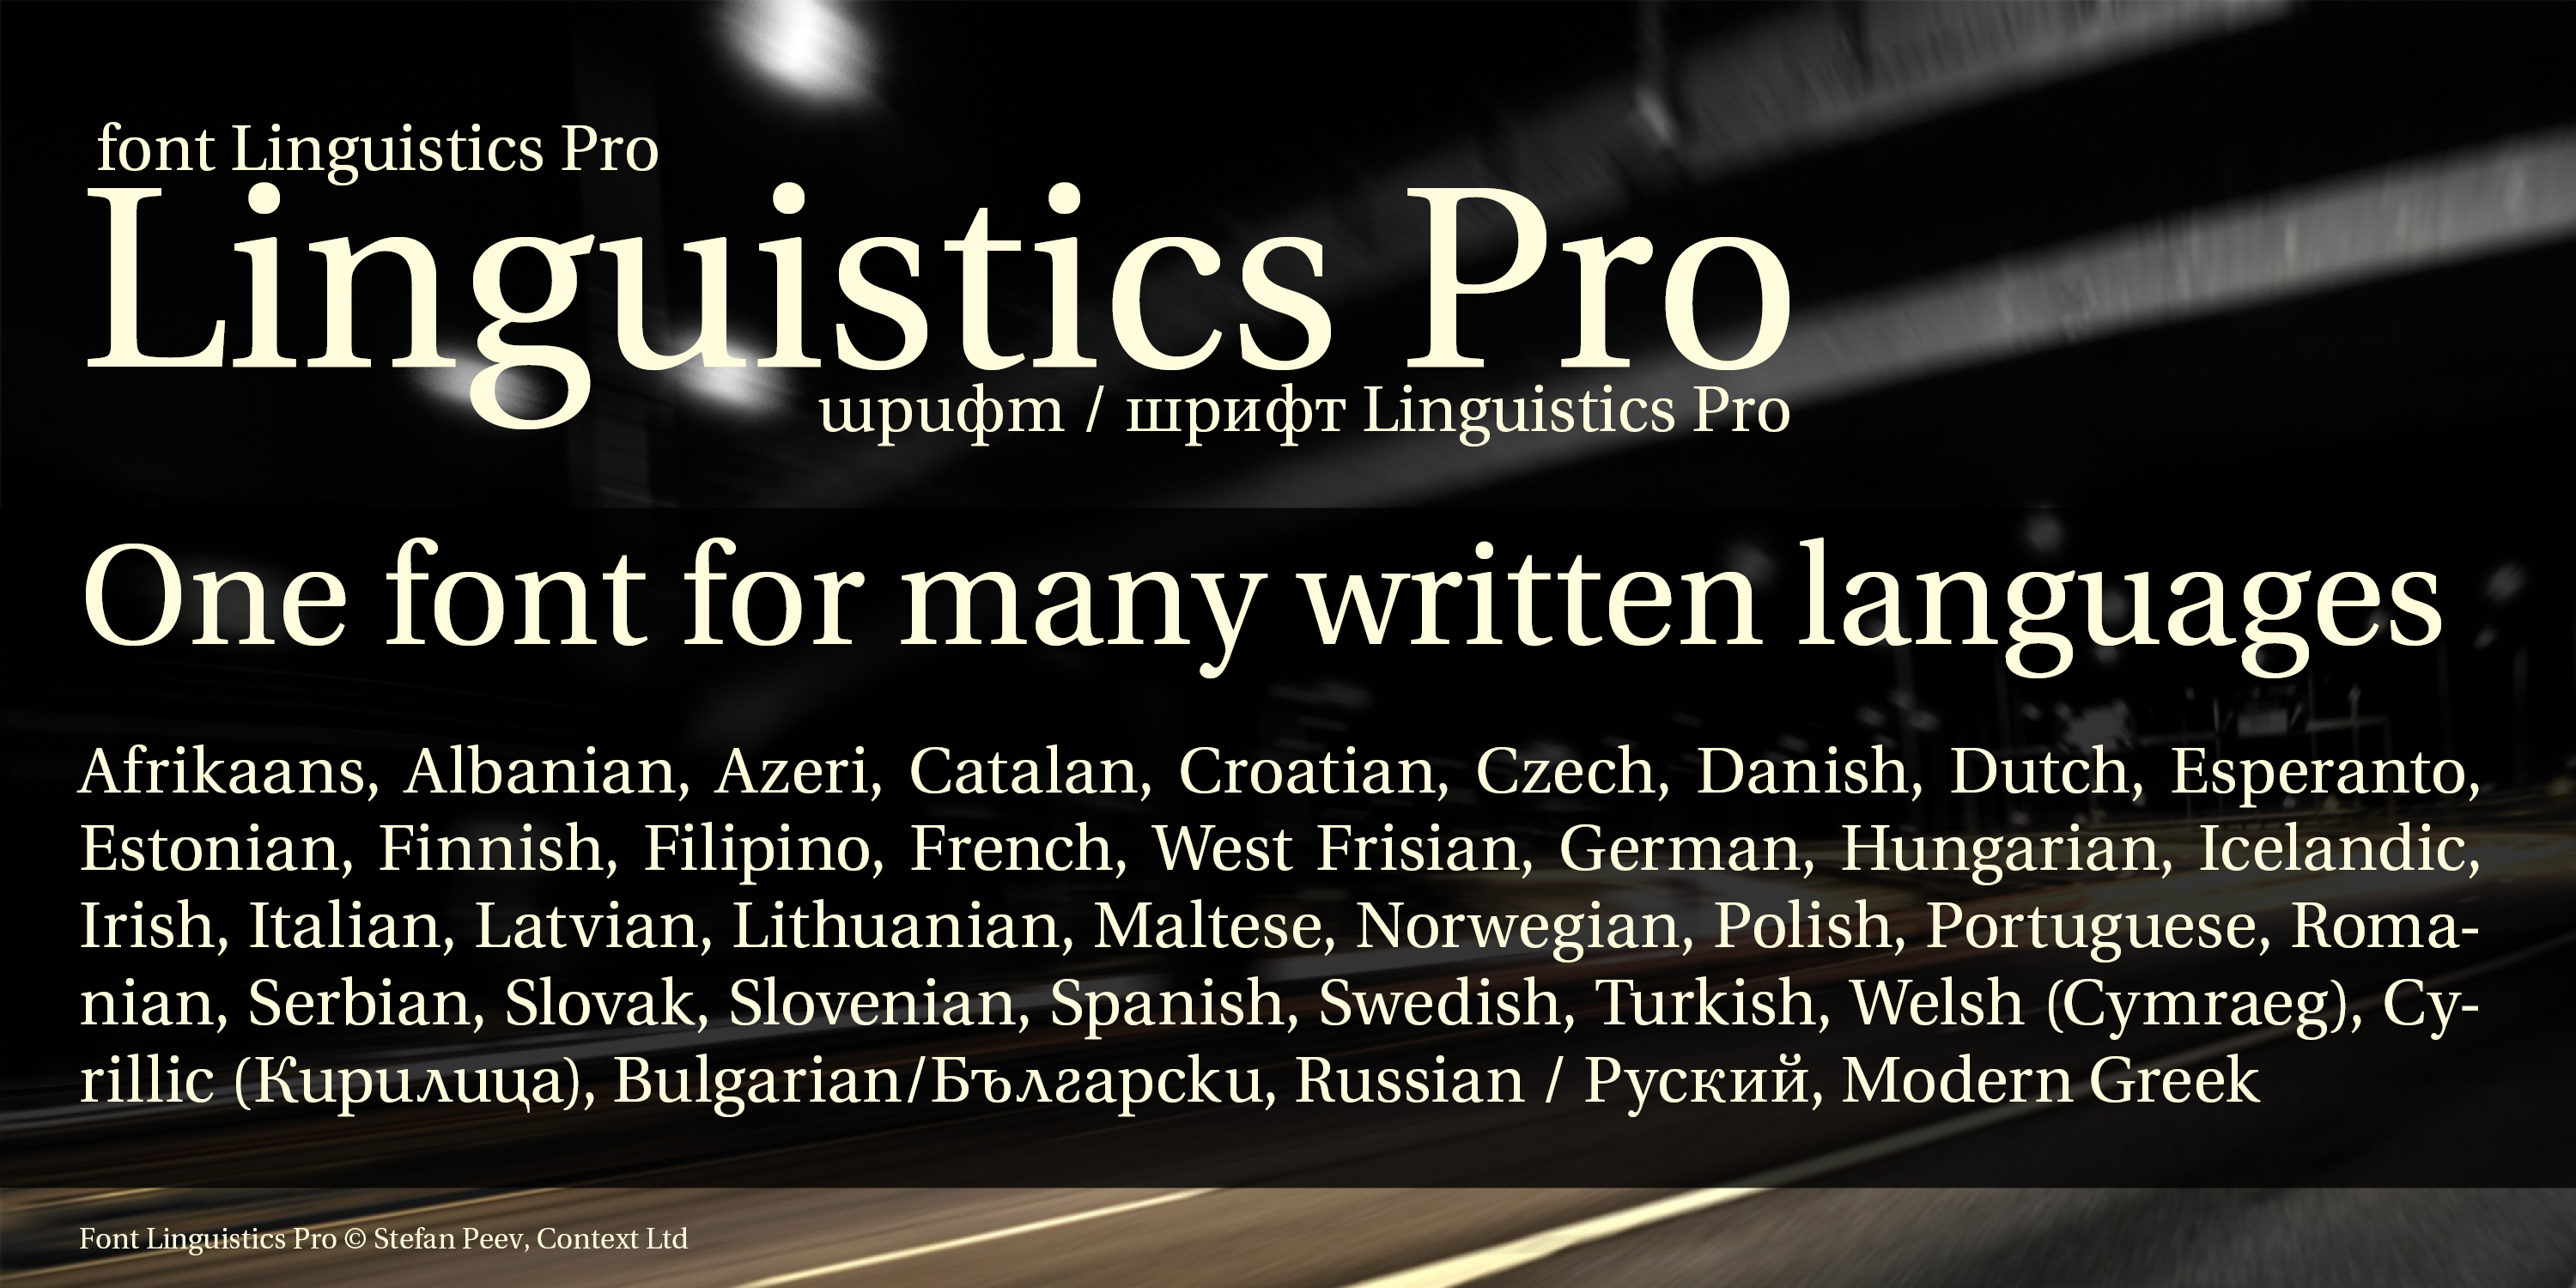 font Linguistics Pro
Linguistics Pro
шрифт / шрифт Linguistics Pro
One font for many written languages
Afrikaans, Albanian, Azeri, Catalan, Croatian, Czech, Danish, Dutch, Esperanto,
Estonian, Finnish, Filipino, French, West Frisian, German, Hungarian, Icelandic,
Irish, Italian, Latvian, Lithuanian, Maltese, Norwegian, Polish, Portuguese, Roma-
nian, Serbian, Slovak, Slovenian, Spanish, Swedish, Turkish, Welsh (Cymraeg), Cy-
rillic (Кирилица), Bulgarian/Български, Russian / Руский, Modern Greek
Font Linguistics Pro © Stefan Peev, Context Ltd